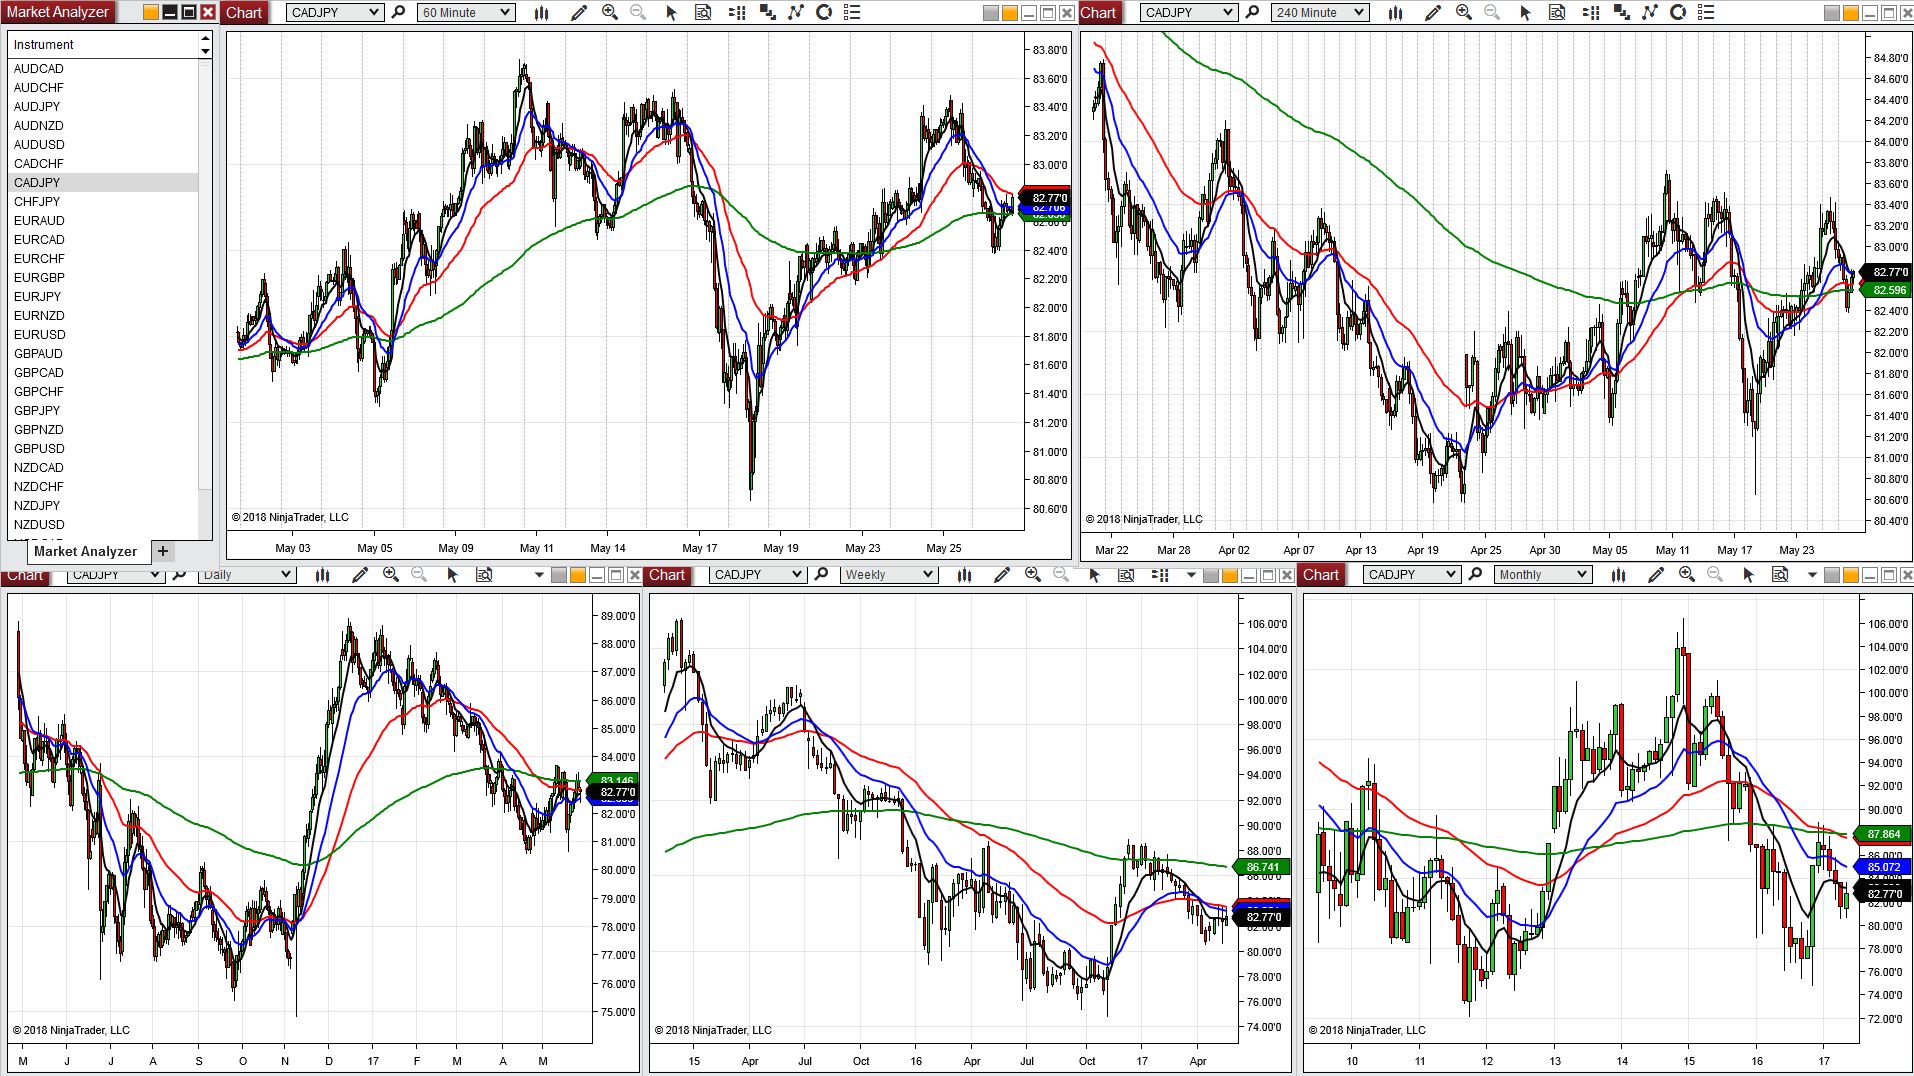 Market Analyzer
Instrument
AUDCAD
AUDCHF
AUDJPY
AUDNZD
AUDUSD
CADCHF
CADJPY
CHFJPY
EURAUD
EURCAD
EURCHF
EURGBP
EURJPY
EURNZD
EURUSD
GBPAUD
GBPCAD
GBPCHF
GBPJPY
GBPNZD
GBPUSD
NZDCAD
NZDCHF
NZDJPY
NZDUSD
Market Analyzer +
Chart CADJPY 60 Minute
83.80'0
83.60'0
83.40'0
83.20'0
83.00'0
82.77'0
82.40'0
82.20'0
82.00'0
81.80'0
81.60'0
81.40'0
81.20'0
81.00'0
80.80'0
80.60'0
© 2018 NinjaTrader, LLC
May 03 May 05 May 09 May 11 May 14 May 17 May 19 May 23 May 25
Chart CADJPY 240 Minute
84.80'0
84.60'0
84.40'0
84.20'0
84.00'0
83.80'0
83.60'0
83.40'0
83.20'0
83.00'0
82.77'0
82.596
82.40'0
82.20'0
82.00'0
81.80'0
81.60'0
81.40'0
81.20'0
81.00'0
80.80'0
80.60'0
80.40'0
© 2018 NinjaTrader, LLC
Mar 22 Mar 28 Apr 02 Apr 07 Apr 13 Apr 19 Apr 25 Apr 30 May 05 May 11 May 17 May 23
Chart CADJPY Daily
89.00'0
88.00'0
87.00'0
86.00'0
85.00'0
84.00'0
83.146
82.77'0
82.00'0
81.00'0
80.00'0
79.00'0
78.00'0
77.00'0
76.00'0
75.00'0
© 2018 NinjaTrader, LLC
M J J A S O N D 17 F M A M
Chart CADJPY Weekly
106.00'0
104.00'0
102.00'0
100.00'0
98.00'0
96.00'0
94.00'0
92.00'0
90.00'0
88.00'0
86.741
86.00'0
82.77'0
82.00'0
80.00'0
78.00'0
76.00'0
74.00'0
© 2018 NinjaTrader, LLC
15 Apr Jul Oct 16 Apr Jul Oct 17 Apr
Chart CADJPY Monthly
106.00'0
104.00'0
102.00'0
100.00'0
98.00'0
96.00'0
94.00'0
92.00'0
90.00'0
87.864
86.00'0
85.072
82.77'0
82.00'0
80.00'0
78.00'0
76.00'0
74.00'0
72.00'0
© 2018 NinjaTrader, LLC
10 11 12 13 14 15 16 17